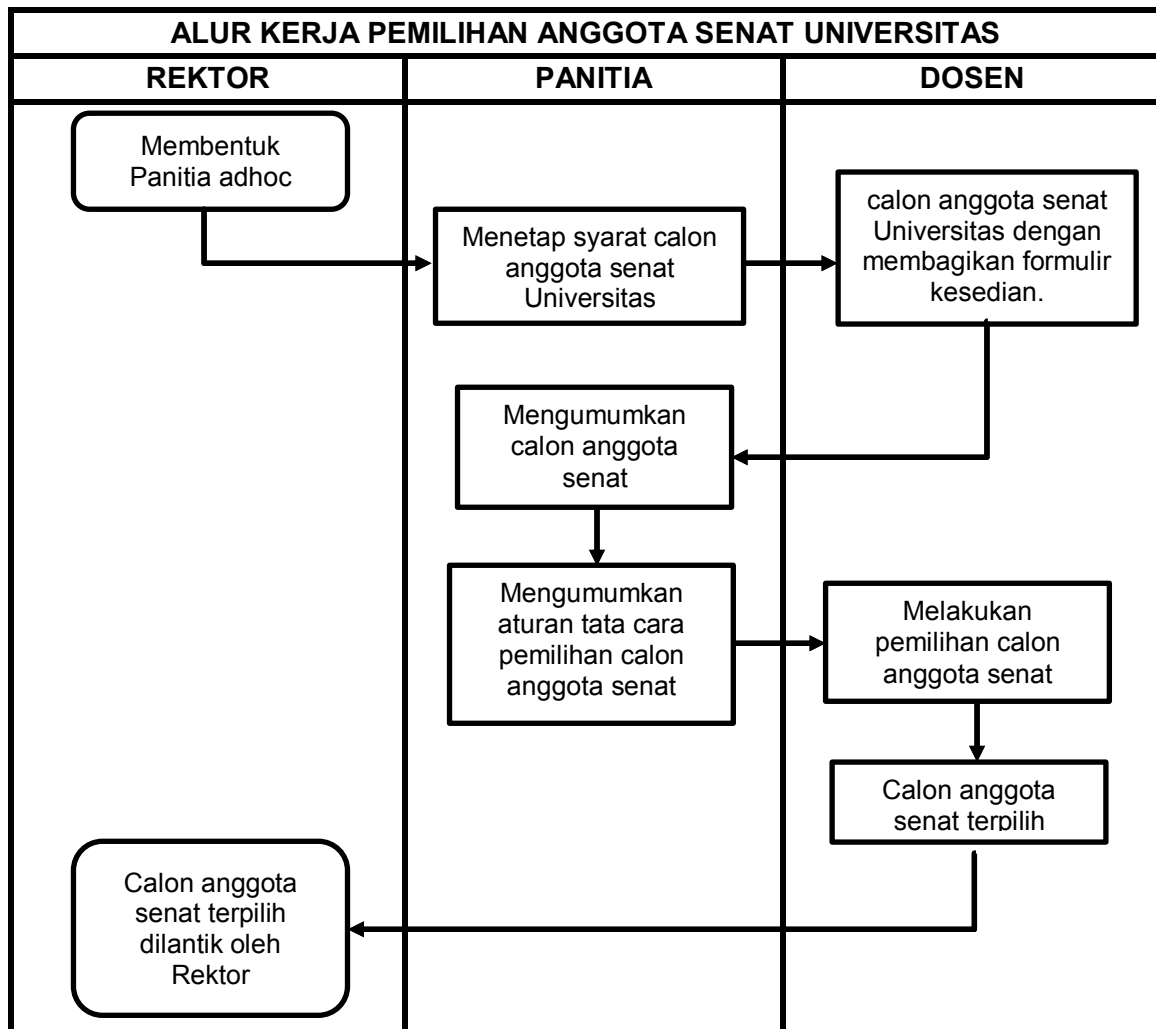 ALUR KERJA PEMILIHAN ANGGOTA SENAT UNIVERSITAS
REKTOR
PANITIA
DOSEN
Membentuk
Panitia adhoc
Menetap syarat calon
anggota senat
Universitas
calon anggota senat
Universitas dengan
membagikan formulir
kesedian.
Mengumumkan
calon anggota
senat
Mengumumkan
aturan tata cara
pemilihan calon
anggota senat
Melakukan
pemilihan calon
anggota senat
Calon anggota
senat terpilih
Calon anggota
senat terpilih
dilantik oleh
Rektor